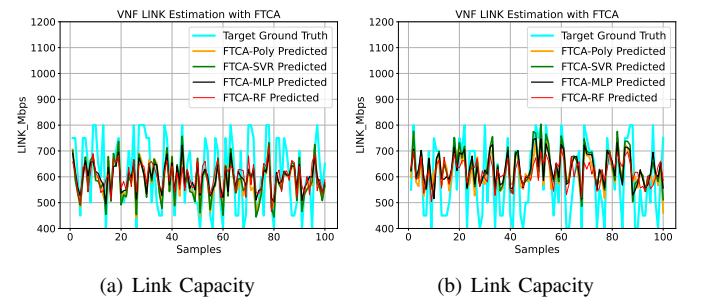 VNF LINK Estimation with FTCA
1200
1100
1000
900
800
700
600
500
400
LINK_Mbps
Target Ground Truth
FTCA-Poly Predicted
FTCA-SVR Predicted
FTCA-MLP Predicted
FTCA-RF Predicted
0 20 40 60 80 100
Samples
(a) Link Capacity
VNF LINK Estimation with FTCA
1200
1100
1000
900
800
700
600
500
400
LINK_Mbps
Target Ground Truth
FTCA-Poly Predicted
FTCA-SVR Predicted
FTCA-MLP Predicted
FTCA-RF Predicted
0 20 40 60 80 100
Samples
(b) Link Capacity